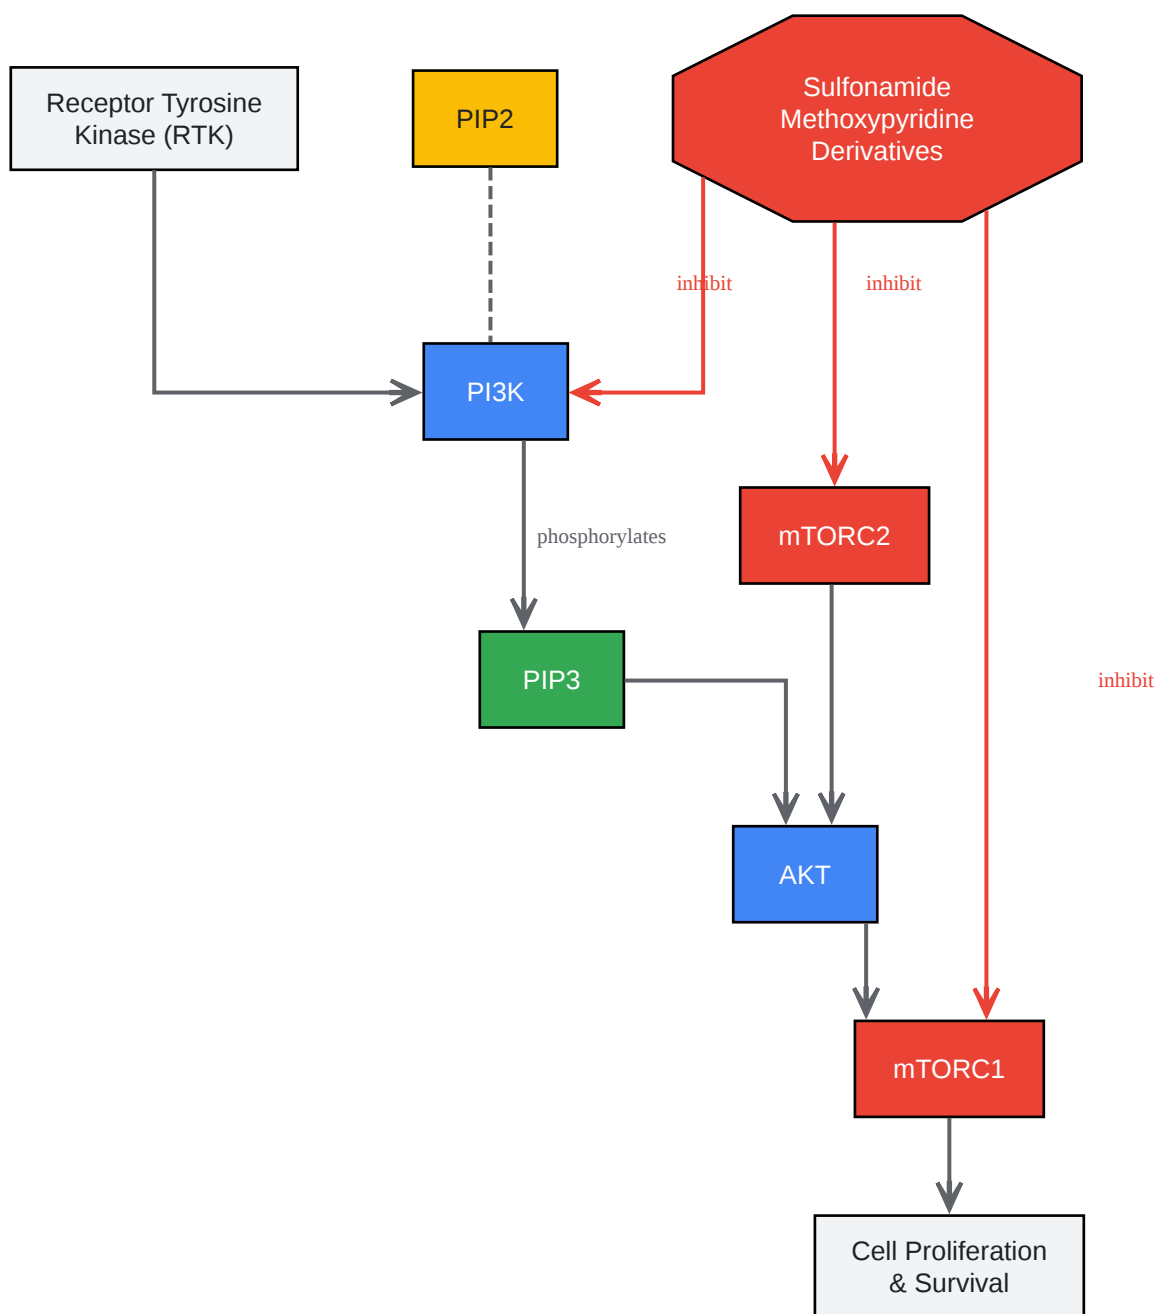 Receptor Tyrosine
Kinase (RTK)
PIP2
Sulfonamide
Methoxypyridine
Derivatives
inhibit
inhibit
PI3K
mTORC2
phosphorylates
PIP3
inhibit
AKT
mTORC1
Cell Proliferation
& Survival